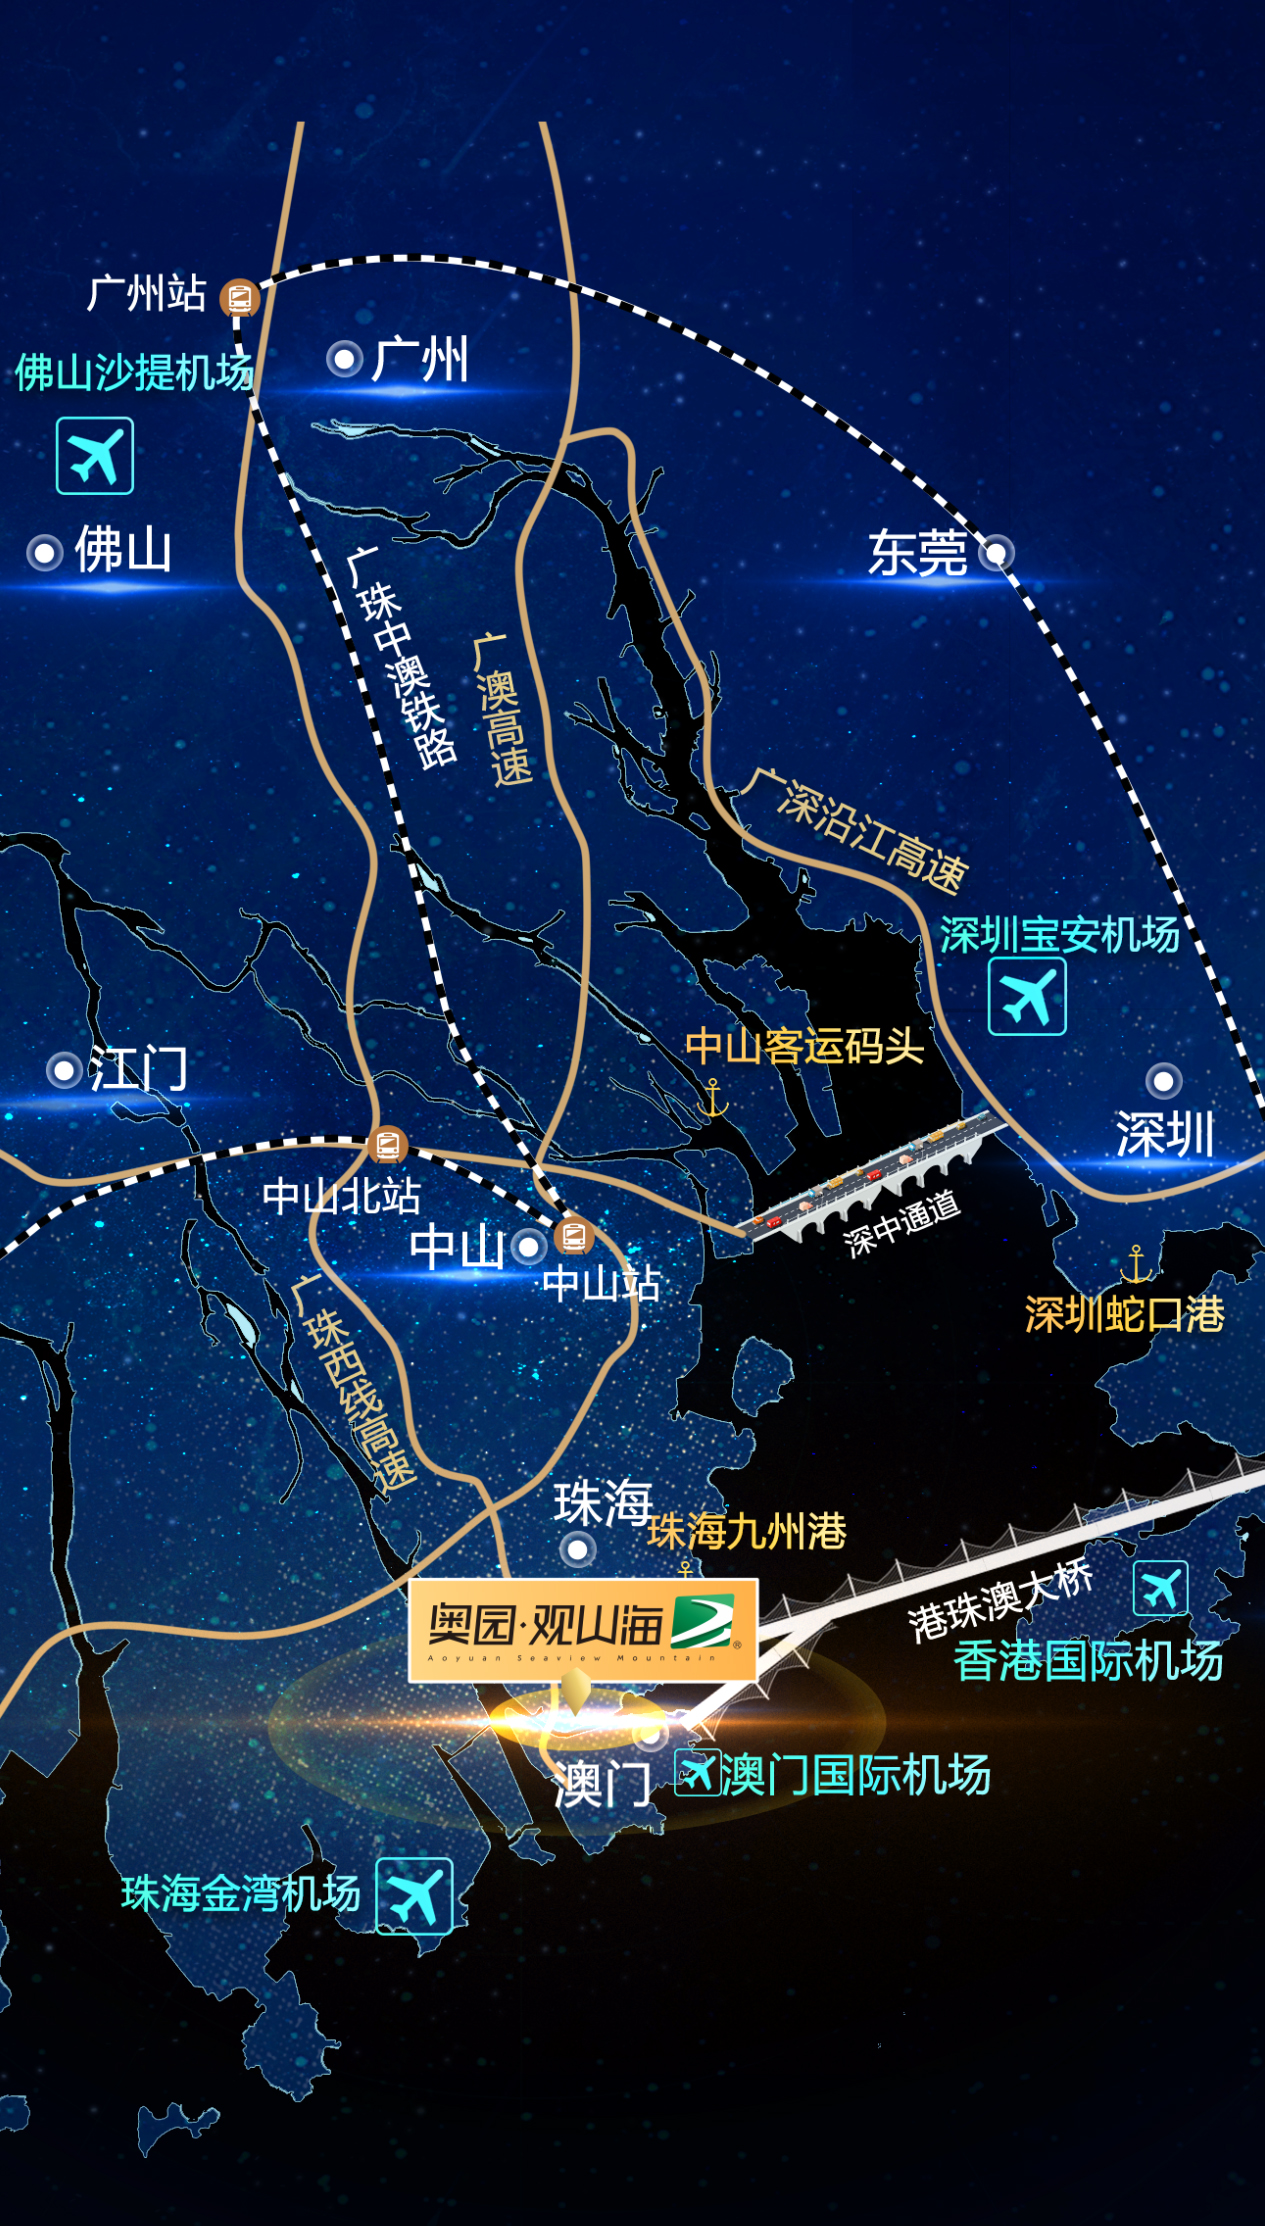 广州站
广州
佛山沙提机场
佛山
东莞
广珠中澳铁路
广澳高速
广深沿江高速
深圳宝安机场
中山客运码头
江门
深圳
中山北站
中山
中山站
深中通道
深圳蛇口港
广珠西线高速
珠海
珠海九州港
港珠澳大桥
奥园·观山海
®
Aoyuan Seaview Mountain
香港国际机场
澳门
澳门国际机场
珠海金湾机场